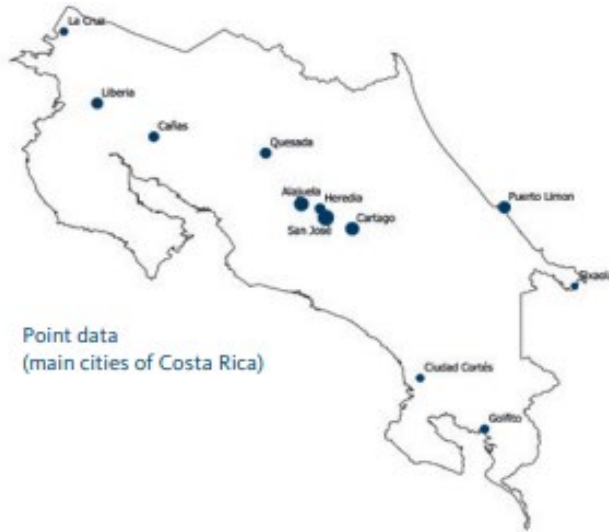 La Cruz
Liberia
Cañas
Quesada
Alajuela
Heredia
San José
Cartago
Puerto Limon
Sixaola
Point data
(main cities of Costa Rica)
Ciudad Cortés
Golfito